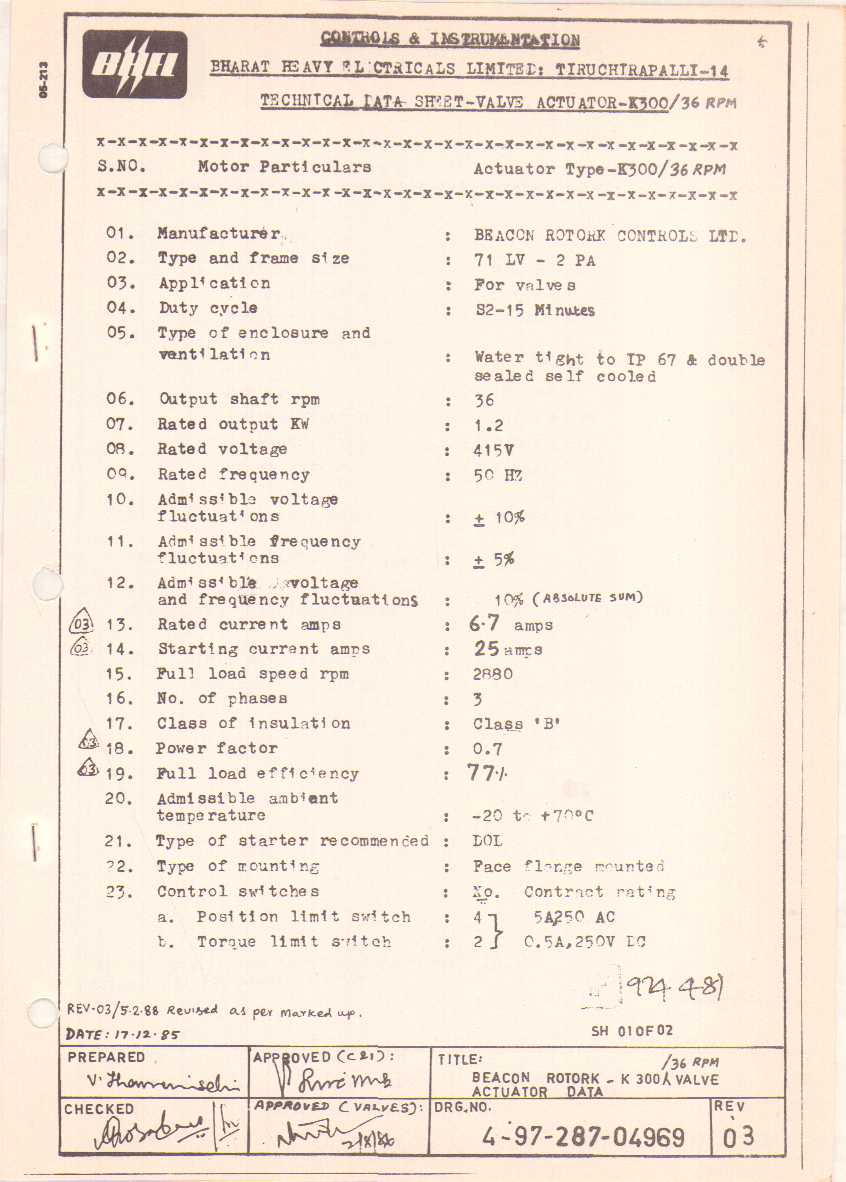 CONTROLS & INSTRUMENTATION
BHEL
05-213
BHARAT HEAVY ELECTRICALS LIMITED: TIRUCHIRAPALLI-14
TECHNICAL DATA SHEET-VALVE ACTUATOR-K300/36 RPM
x-x-x-x-x-x-x-x-x-x-x-x-x-x-x-x-x-x-x-x-x-x-x-x-x-x-x-x-x-x-x-x
S.NO. Motor Particulars Actuator Type-K300/36 RPM
x-x-x-x-x-x-x-x-x-x-x-x-x-x-x-x-x-x-x-x-x-x-x-x-x-x-x-x-x-x-x-x
01. Manufacturer : BEACON ROTORK CONTROLS LTD.
02. Type and frame size : 71 LV - 2 PA
03. Application : For valves
04. Duty cycle : S2-15 Minutes
05. Type of enclosure and
ventilation : Water tight to IP 67 & double
sealed self cooled
06. Output shaft rpm : 36
07. Rated output KW : 1.2
08. Rated voltage : 415V
09. Rated frequency : 50 HZ
10. Admissible voltage
fluctuations : ± 10%
11. Admissible frequency
fluctuations : ± 5%
12. Admissible voltage
and frequency fluctuations : 10% (ABSOLUTE SUM)
03 13. Rated current amps : 6.7 amps
03 14. Starting current amps : 25 amps
15. Full load speed rpm : 2880
16. No. of phases : 3
17. Class of insulation : Class 'B'
03 18. Power factor : 0.7
03 19. Full load efficiency : 77%
20. Admissible ambient
temperature : -20 to +70°C
21. Type of starter recommended : DOL
22. Type of mounting : Face flange mounted
23. Control switches : No. Contract rating
a. Position limit switch : 4 } 5A,250 AC
b. Torque limit switch : 2 } 0.5A,250V DC
REV-03/5.2.88 Revised as per marked up.
DATE: 17-12-85
SH 01 OF 02
PREPARED
APPROVED (C&I):
TITLE: /36 RPM
BEACON ROTORK - K 300 VALVE
ACTUATOR DATA
CHECKED
APPROVED (VALVES):
DRG.NO.
REV
4-97-287-04969
03